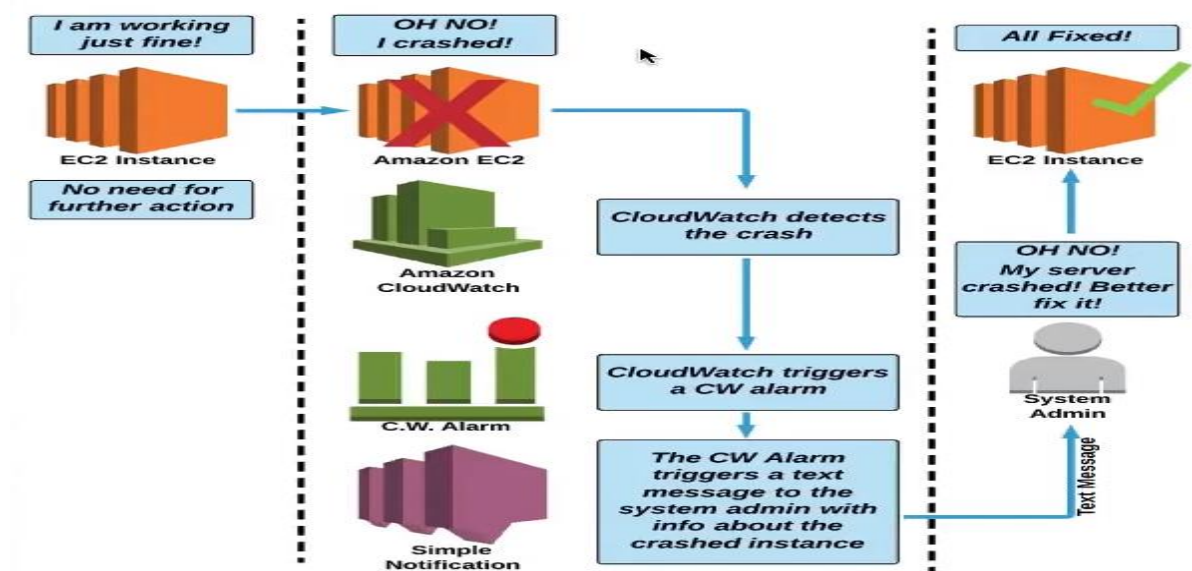 I am working
just fine!
EC2 Instance
No need for
further action
OH NO!
I crashed!
Amazon EC2
Amazon
CloudWatch
C.W. Alarm
Simple
Notification
CloudWatch detects
the crash
CloudWatch triggers
a CW alarm
The CW Alarm
triggers a text
message to the
system admin with
info about the
crashed instance
All Fixed!
EC2 Instance
OH NO!
My server
crashed! Better
fix it!
System
Admin
Text Message